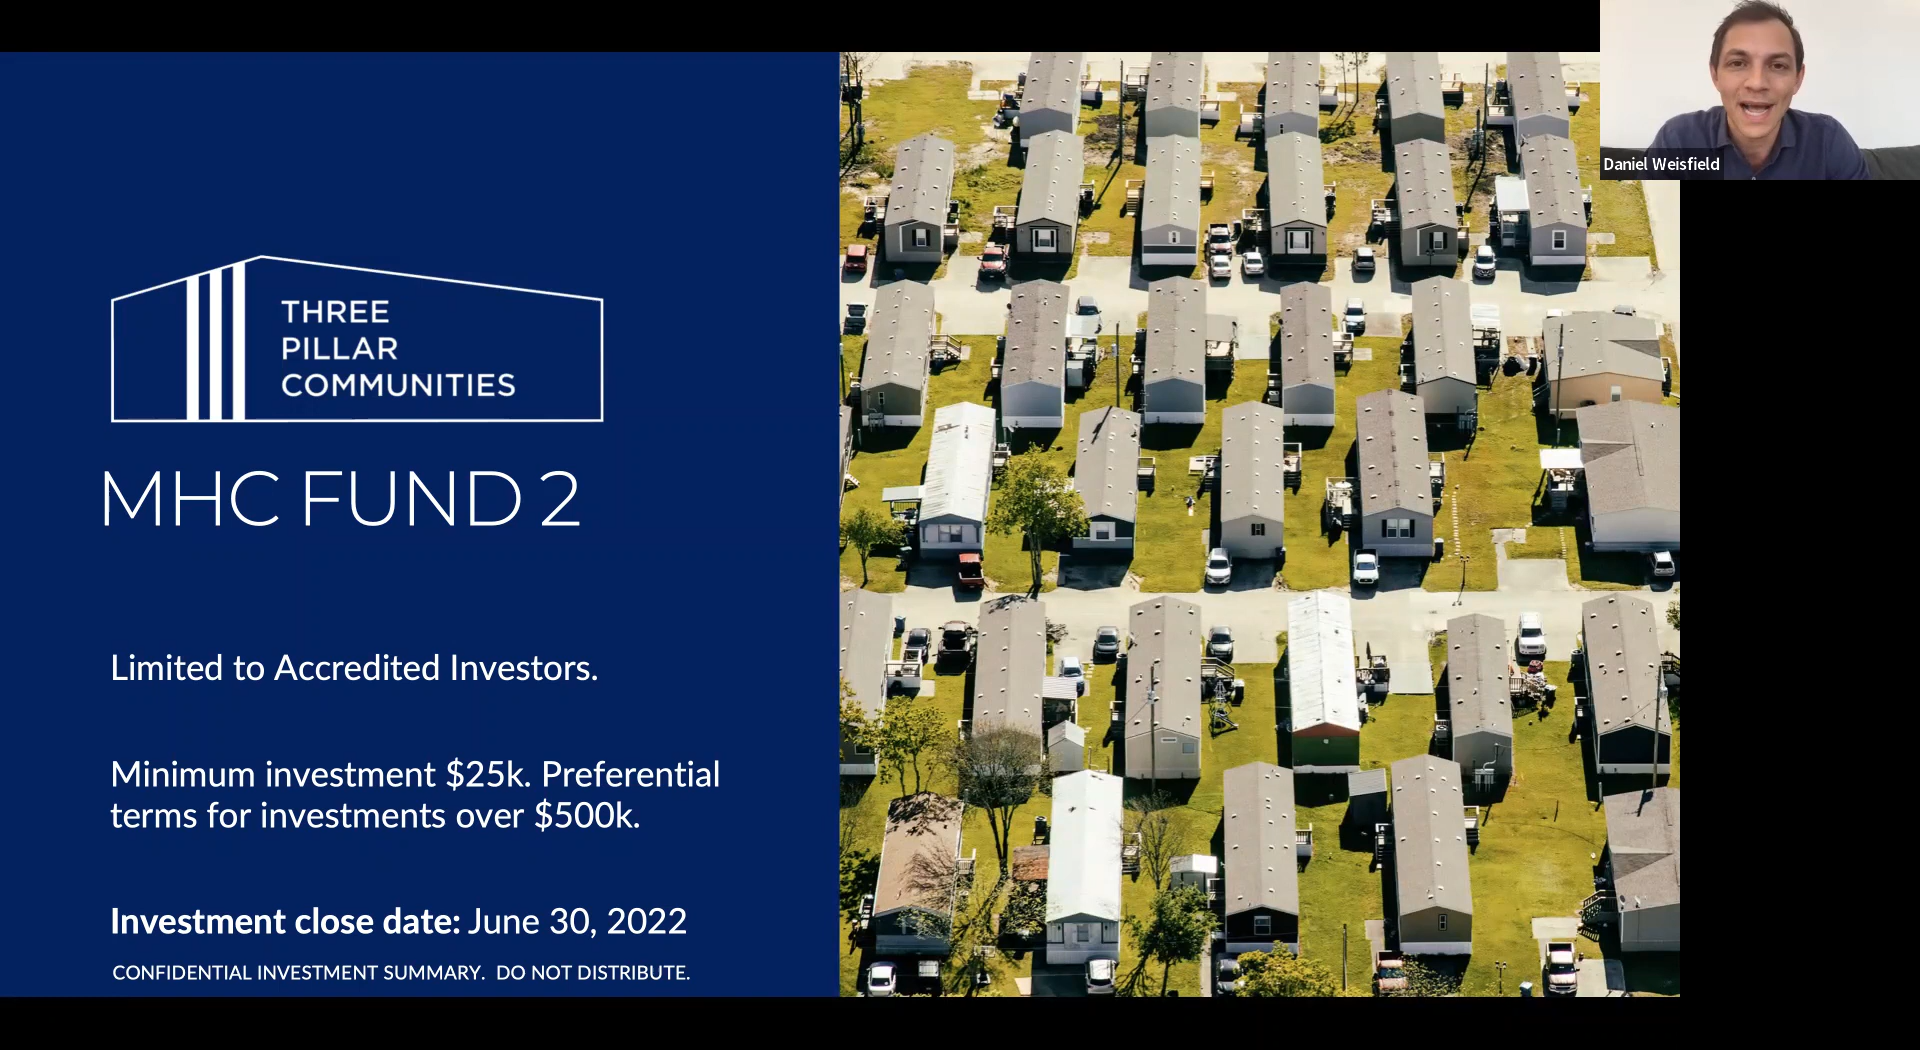 THREE
PILLAR
COMMUNITIES
MHC FUND 2
Limited to Accredited Investors.
Minimum investment $25k. Preferential
terms for investments over $500k.
Investment close date: June 30, 2022
CONFIDENTIAL INVESTMENT SUMMARY. DO NOT DISTRIBUTE.
Daniel Weisfield